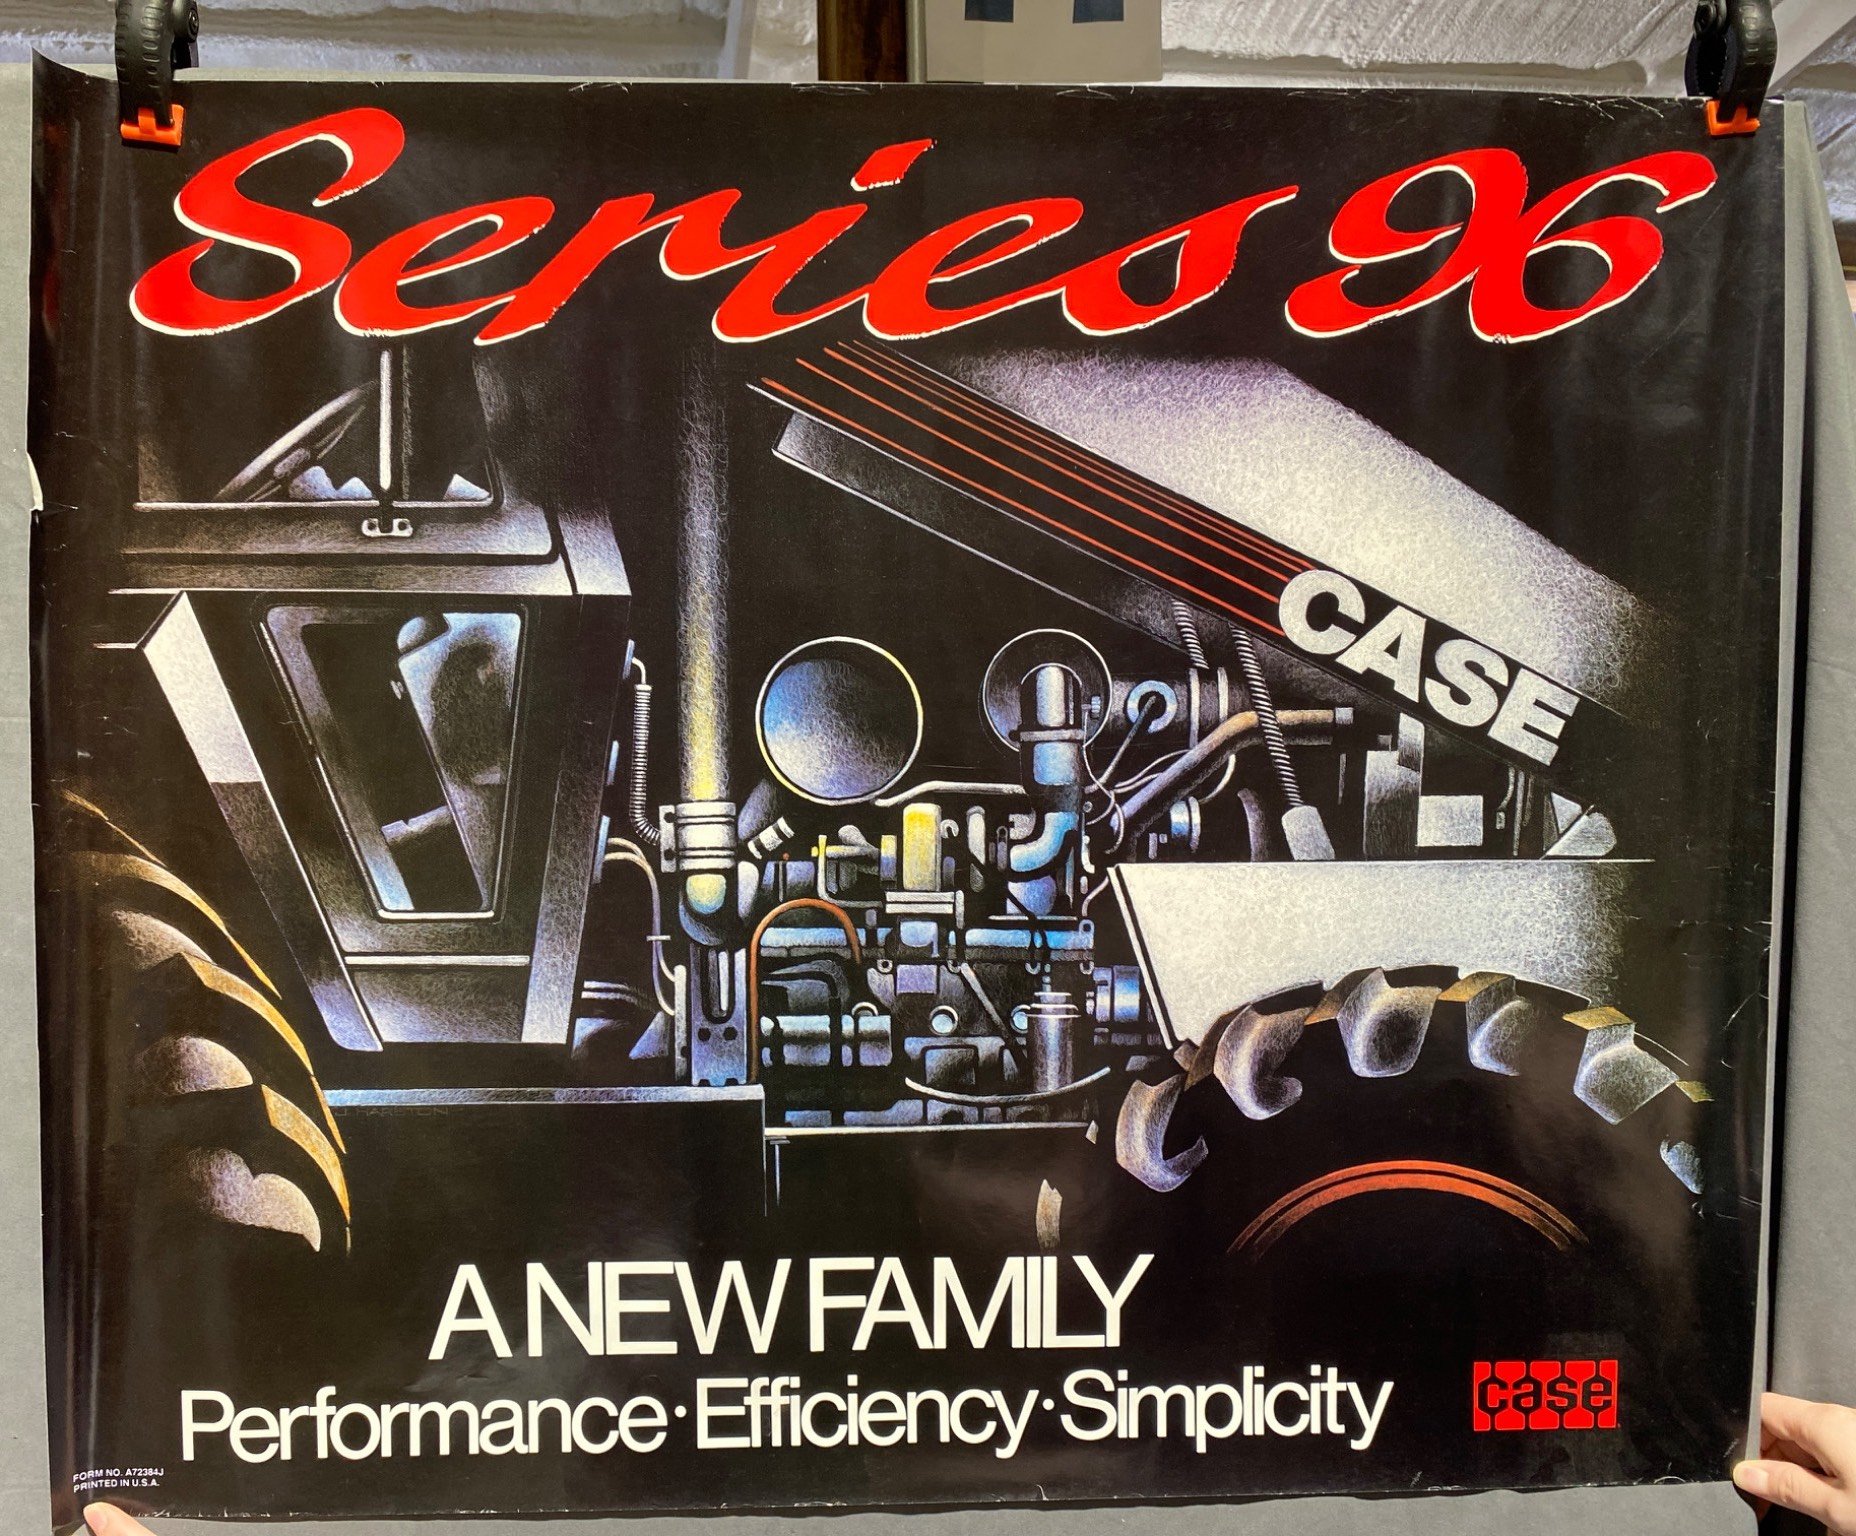 Series 96
CASE
A NEW FAMILY
Performance · Efficiency · Simplicity
case
FORM NO. A72384J
PRINTED IN U.S.A.